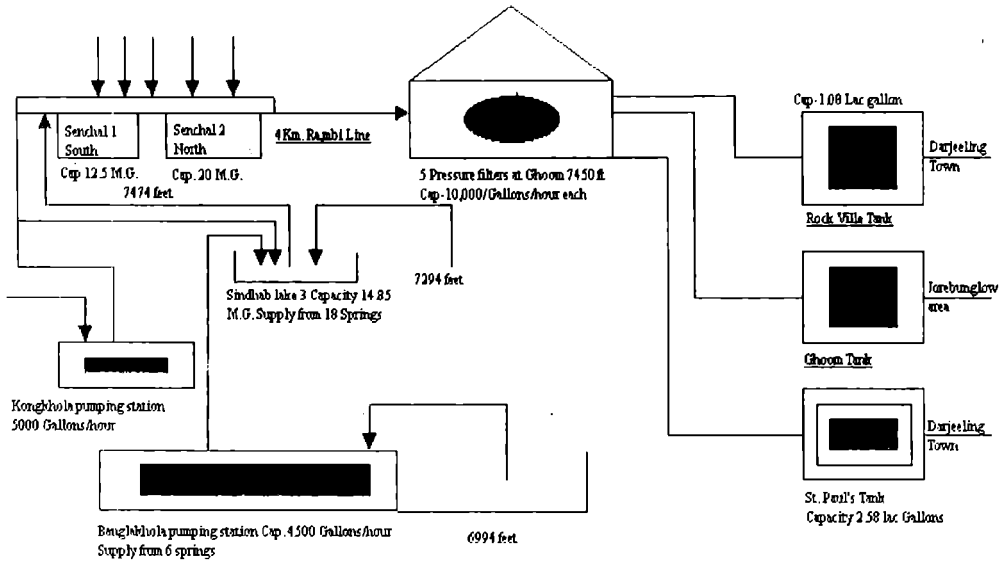 Senchal 1
South
Cap 12.5 M.G.
Senchal 2
North
Cap. 20 M.G.
7474 feet
4 Km. Rambi Line
5 Pressure filters at Ghoom 7450 ft
Cap-10,000/Gallons/hour each
Cap-1.08 Lac gallon
Darjeeling
Town
Rock Ville Tank
Sindhab lake 3 Capacity 14.85
M.G. Supply from 18 Springs
7294 feet
Jorebunglow
area
Ghoom Tank
Kongkhola pumping station
5000 Gallons/hour
Darjeeling
Town
St. Paul's Tank
Capacity 2.58 lac Gallons
Banglakhola pumping station Cap. 4,500 Gallons/hour
Supply from 6 springs
6994 feet